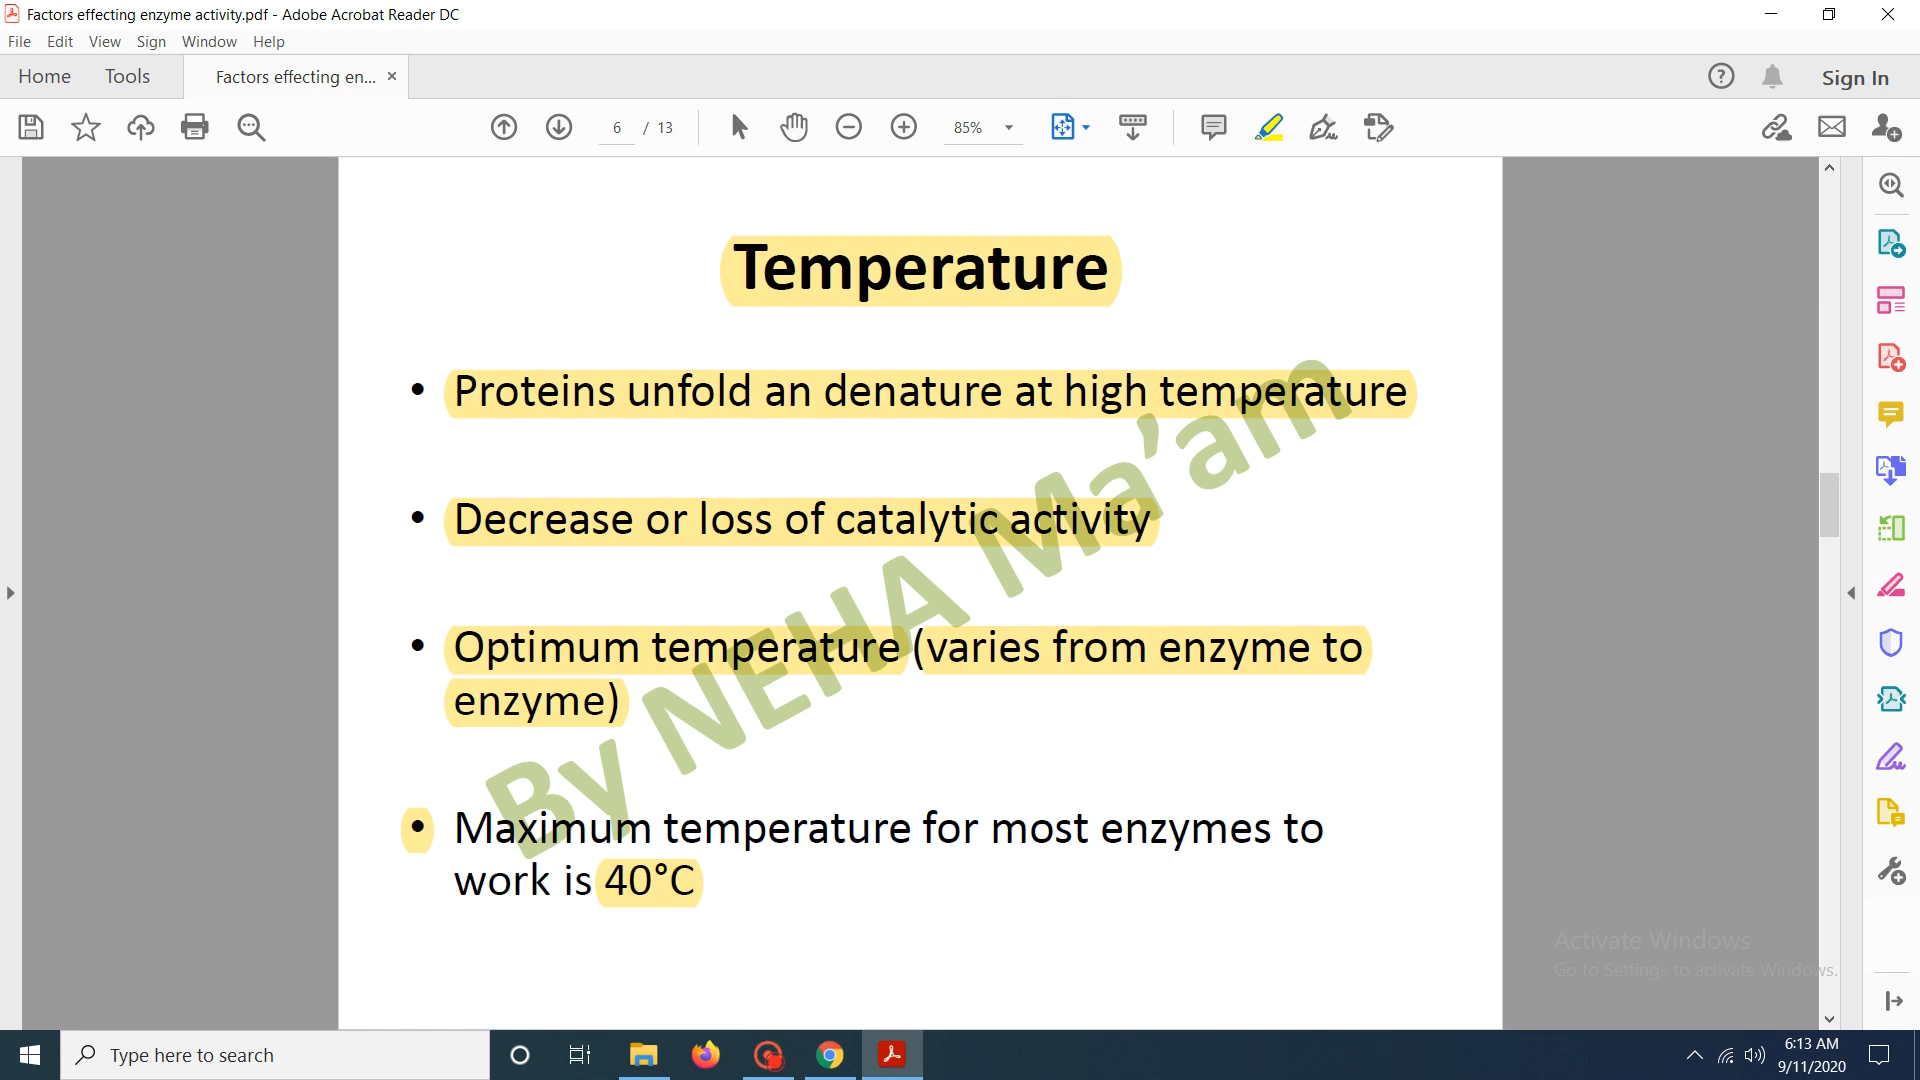 Factors effecting enzyme activity.pdf - Adobe Acrobat Reader DC
File Edit View Sign Window Help
Home Tools Factors effecting en... × Sign In
6 / 13 85%
Temperature
• Proteins unfold an denature at high temperature
• Decrease or loss of catalytic activity
• Optimum temperature (varies from enzyme to
enzyme)
• Maximum temperature for most enzymes to
work is 40°C
By NEHA Ma’am
Activate Windows
Go to Settings to activate Windows.
Type here to search
6:13 AM
9/11/2020